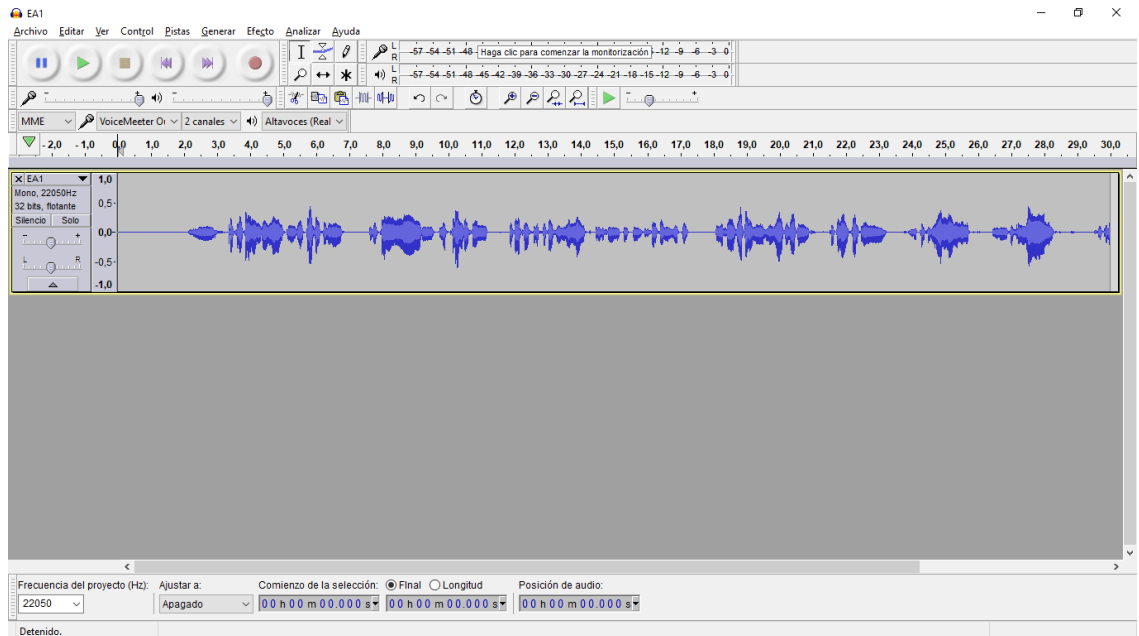 EA1
Archivo Editar Ver Control Pistas Generar Efecto Analizar Ayuda
L R -57 -54 -51 -48 Haga clic para comenzar la monitorización -12 -9 -6 -3 0
L R -57 -54 -51 -48 -45 -42 -39 -36 -33 -30 -27 -24 -21 -18 -15 -12 -9 -6 -3 0
MME VoiceMeeter Ou 2 canales Altavoces (Real
- 2,0 - 1,0 0,0 1,0 2,0 3,0 4,0 5,0 6,0 7,0 8,0 9,0 10,0 11,0 12,0 13,0 14,0 15,0 16,0 17,0 18,0 19,0 20,0 21,0 22,0 23,0 24,0 25,0 26,0 27,0 28,0 29,0 30,0
X EA1 1,0
Mono, 22050Hz
32 bits, flotante 0,5-
Silencio Solo
- + 0,0-
L R -0,5-
-1,0
Frecuencia del proyecto (Hz): Ajustar a: Comienzo de la selección: Final Longitud Posición de audio:
22050 Apagado 00 h 00 m 00.000 s 00 h 00 m 00.000 s 00 h 00 m 00.000 s
Detenido.